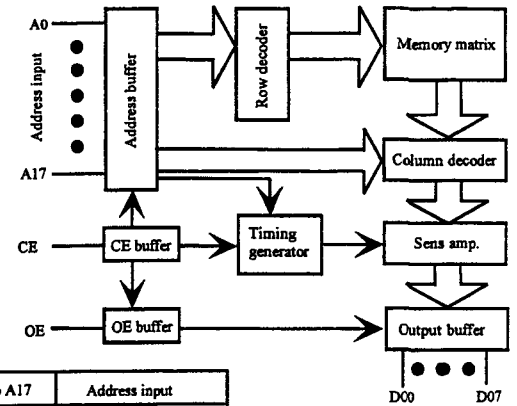 A0
Address input
A17
Address buffer
Row decoder
Memory matrix
Column decoder
CE
CE buffer
Timing
generator
Sens amp.
OE
OE buffer
Output buffer
D00
D07
A17
Address input